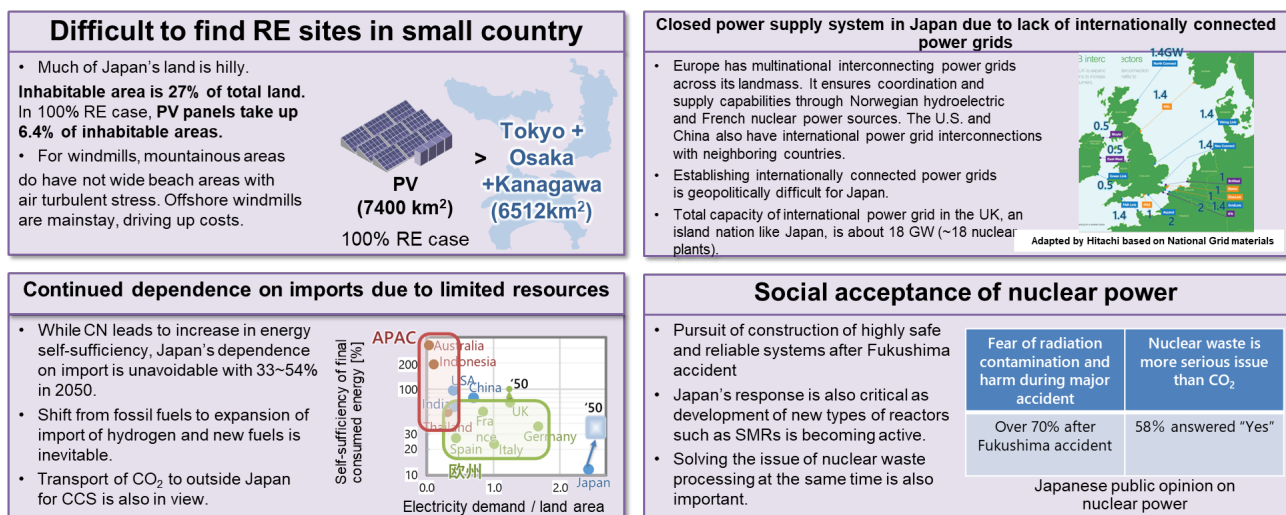 Difficult to find RE sites in small country
• Much of Japan's land is hilly.
Inhabitable area is 27% of total land.
In 100% RE case, PV panels take up
6.4% of inhabitable areas.
• For windmills, mountainous areas
do have not wide beach areas with
air turbulent stress. Offshore windmills
are mainstay, driving up costs.
PV
(7400 km²)
100% RE case
>
Tokyo +
Osaka
+Kanagawa
(6512km²)
Closed power supply system in Japan due to lack of internationally connected
power grids
• Europe has multinational interconnecting power grids
across its landmass. It ensures coordination and
supply capabilities through Norwegian hydroelectric
and French nuclear power sources. The U.S. and
China also have international power grid interconnections
with neighboring countries.
• Establishing internationally connected power grids
is geopolitically difficult for Japan.
• Total capacity of international power grid in the UK, an
island nation like Japan, is about 18 GW (~18 nuclear
plants).
1.4GW
1.4
1.4
1.4
0.5
0.5
0.5
1.4
1
2
1
1
2
1.4
Adapted by Hitachi based on National Grid materials
Continued dependence on imports due to limited resources
• While CN leads to increase in energy
self-sufficiency, Japan's dependence
on import is unavoidable with 33~54%
in 2050.
• Shift from fossil fuels to expansion of
import of hydrogen and new fuels is
inevitable.
• Transport of CO₂ to outside Japan
for CCS is also in view.
Self-sufficiency of final
consumed energy [%]
200
100
30
20
10
0.0
1.0
2.0
Electricity demand / land area
APAC
Australia
Indonesia
USA
China
India
Thailand
'50
UK
Fra
nce
Germany
Spain
Italy
欧州
'50
Japan
Social acceptance of nuclear power
• Pursuit of construction of highly safe
and reliable systems after Fukushima
accident
• Japan's response is also critical as
development of new types of reactors
such as SMRs is becoming active.
• Solving the issue of nuclear waste
processing at the same time is also
important.
Fear of radiation
contamination and
harm during major
accident
Nuclear waste is
more serious issue
than CO₂
Over 70% after
Fukushima accident
58% answered "Yes"
Japanese public opinion on
nuclear power